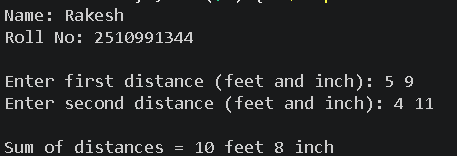 Name: Rakesh
Roll No: 2510991344
Enter first distance (feet and inch): 5 9
Enter second distance (feet and inch): 4 11
Sum of distances = 10 feet 8 inch